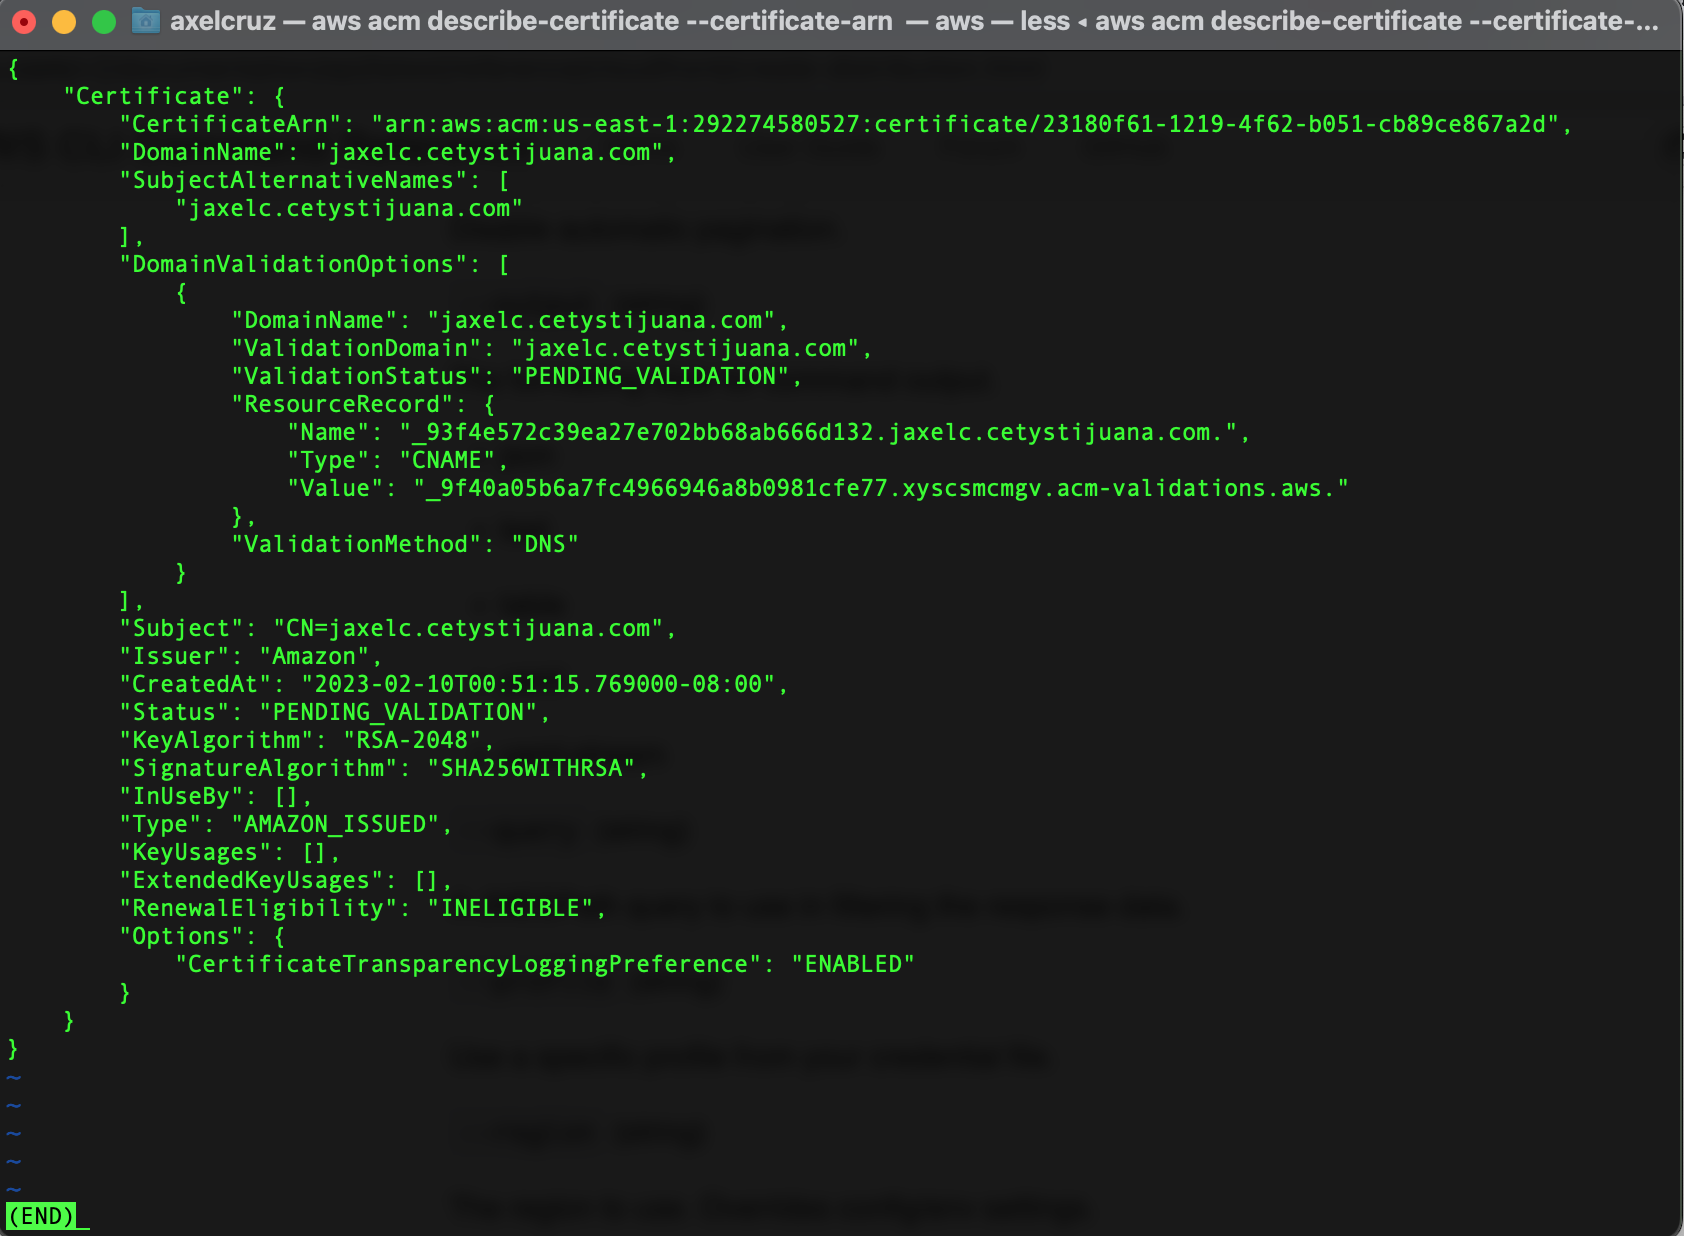 axelcruz — aws acm describe-certificate --certificate-arn — aws — less ◂ aws acm describe-certificate --certificate-...
{
    "Certificate": {
        "CertificateArn": "arn:aws:acm:us-east-1:292274580527:certificate/23180f61-1219-4f62-b051-cb89ce867a2d",
        "DomainName": "jaxelc.cetystijuana.com",
        "SubjectAlternativeNames": [
            "jaxelc.cetystijuana.com"
        ],
        "DomainValidationOptions": [
            {
                "DomainName": "jaxelc.cetystijuana.com",
                "ValidationDomain": "jaxelc.cetystijuana.com",
                "ValidationStatus": "PENDING_VALIDATION",
                "ResourceRecord": {
                    "Name": "_93f4e572c39ea27e702bb68ab666d132.jaxelc.cetystijuana.com.",
                    "Type": "CNAME",
                    "Value": "_9f40a05b6a7fc4966946a8b0981cfe77.xyscsmcmgv.acm-validations.aws."
                },
                "ValidationMethod": "DNS"
            }
        ],
        "Subject": "CN=jaxelc.cetystijuana.com",
        "Issuer": "Amazon",
        "CreatedAt": "2023-02-10T00:51:15.769000-08:00",
        "Status": "PENDING_VALIDATION",
        "KeyAlgorithm": "RSA-2048",
        "SignatureAlgorithm": "SHA256WITHRSA",
        "InUseBy": [],
        "Type": "AMAZON_ISSUED",
        "KeyUsages": [],
        "ExtendedKeyUsages": [],
        "RenewalEligibility": "INELIGIBLE",
        "Options": {
            "CertificateTransparencyLoggingPreference": "ENABLED"
        }
    }
}
~
~
~
~
~
(END)